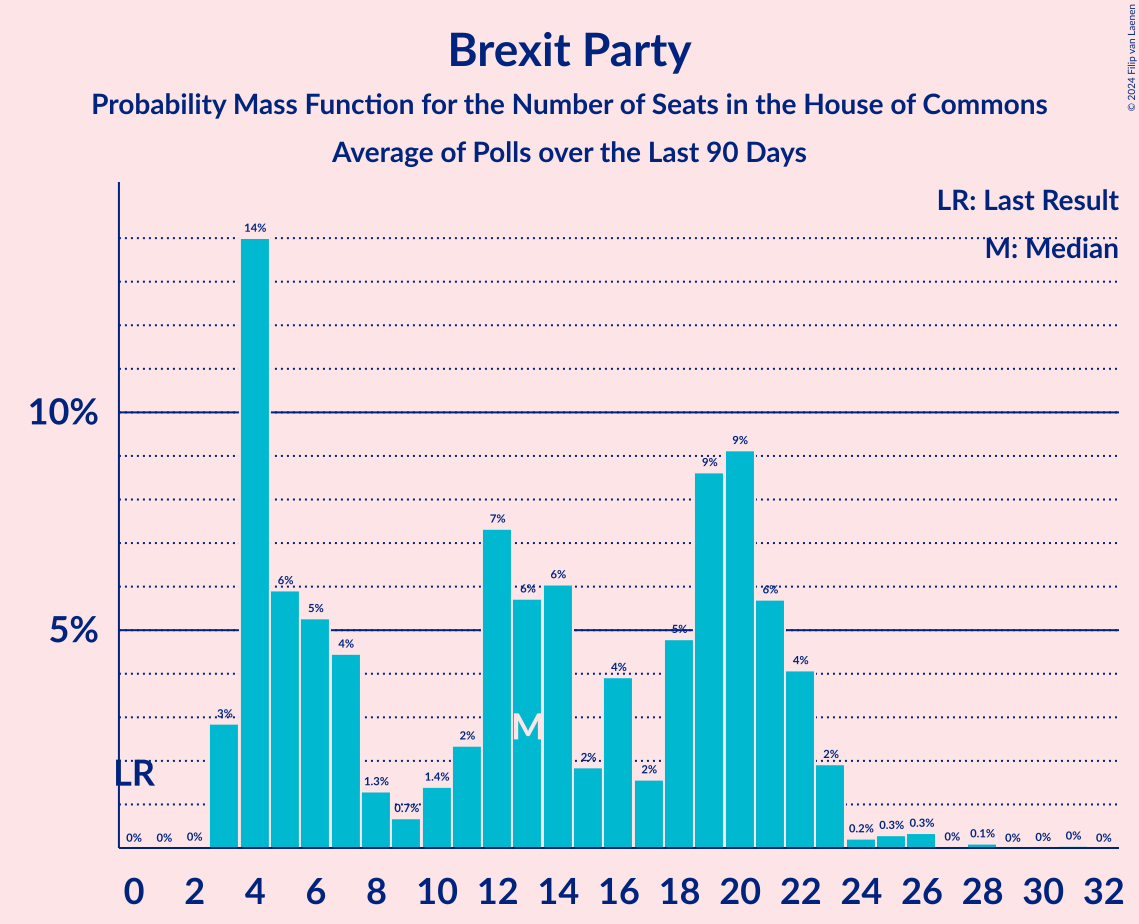 Brexit Party
Probability Mass Function for the Number of Seats in the House of Commons
Average of Polls over the Last 90 Days
© 2024 Filip van Laenen
LR: Last Result
M: Median
10%
5%
LR
M
0% 0% 0% 3% 14% 6% 5% 4% 1.3% 0.7% 1.4% 2% 7% 6% 6% 2% 4% 2% 5% 9% 9% 6% 4% 2% 0.2% 0.3% 0.3% 0% 0.1% 0% 0% 0% 0%
0 2 4 6 8 10 12 14 16 18 20 22 24 26 28 30 32